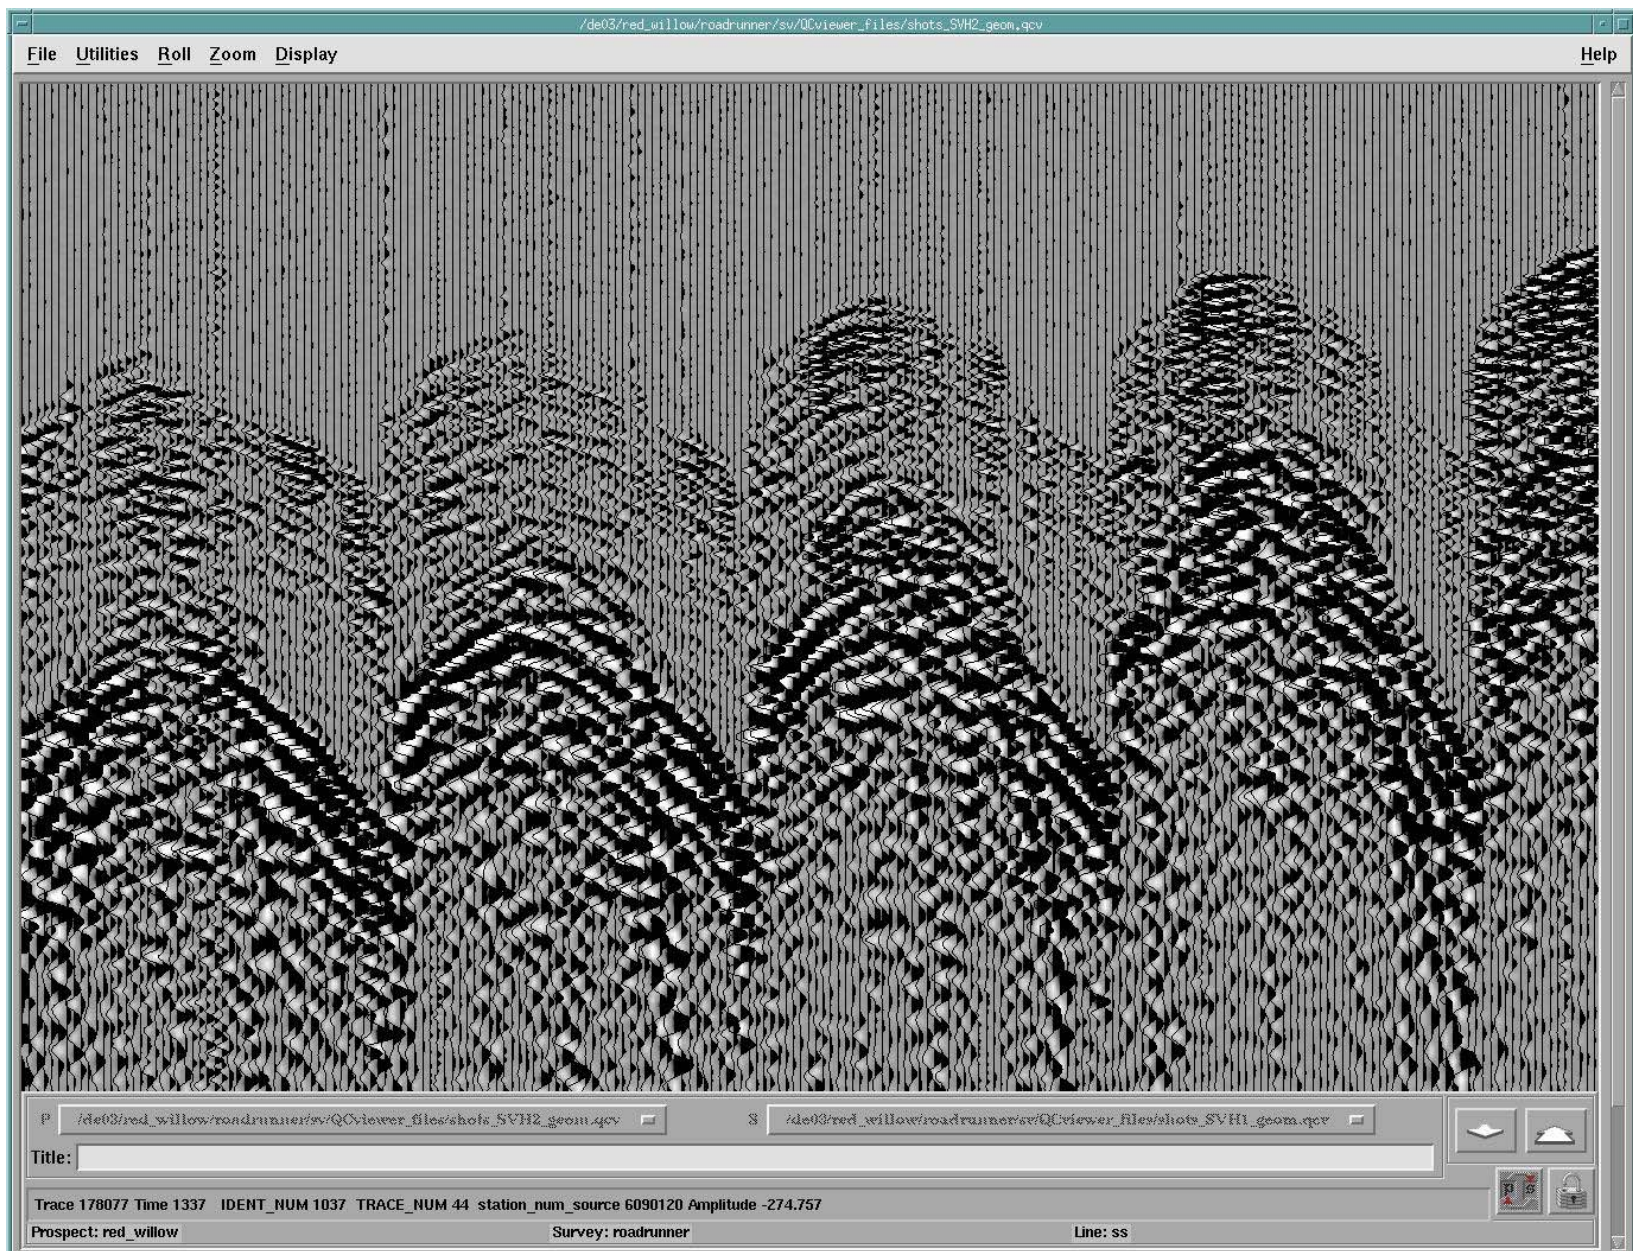 /de03/red_willow/roadrunner/sv/QCviewer_files/shots_SVH2_geom.qcv
File Utilities Roll Zoom Display Help
P /de03/red_willow/roadrunner/sv/QCviewer_files/shots_SVH2_geom.qcv S /de03/red_willow/roadrunner/sv/QCviewer_files/shots_SVH1_geom.qcv
Title:
P S
Trace 178077 Time 1337 IDENT_NUM 1037 TRACE_NUM 44 station_num_source 6090120 Amplitude -274.757
Prospect: red_willow Survey: roadrunner Line: ss